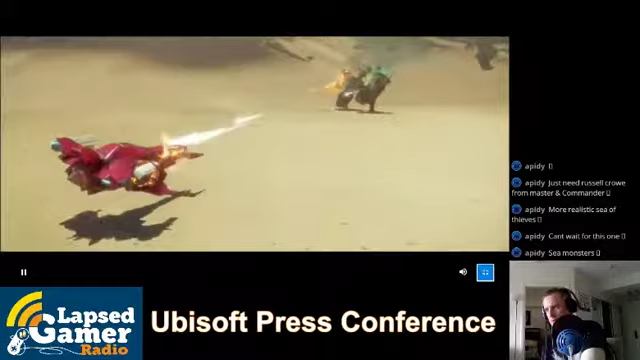 apidy
apidy Just need russell crowe
from master & Commander
apidy More realistic sea of
thieves
apidy Cant wait for this one
apidy Sea monsters
Lapsed
Gamer
Radio
Ubisoft Press Conference